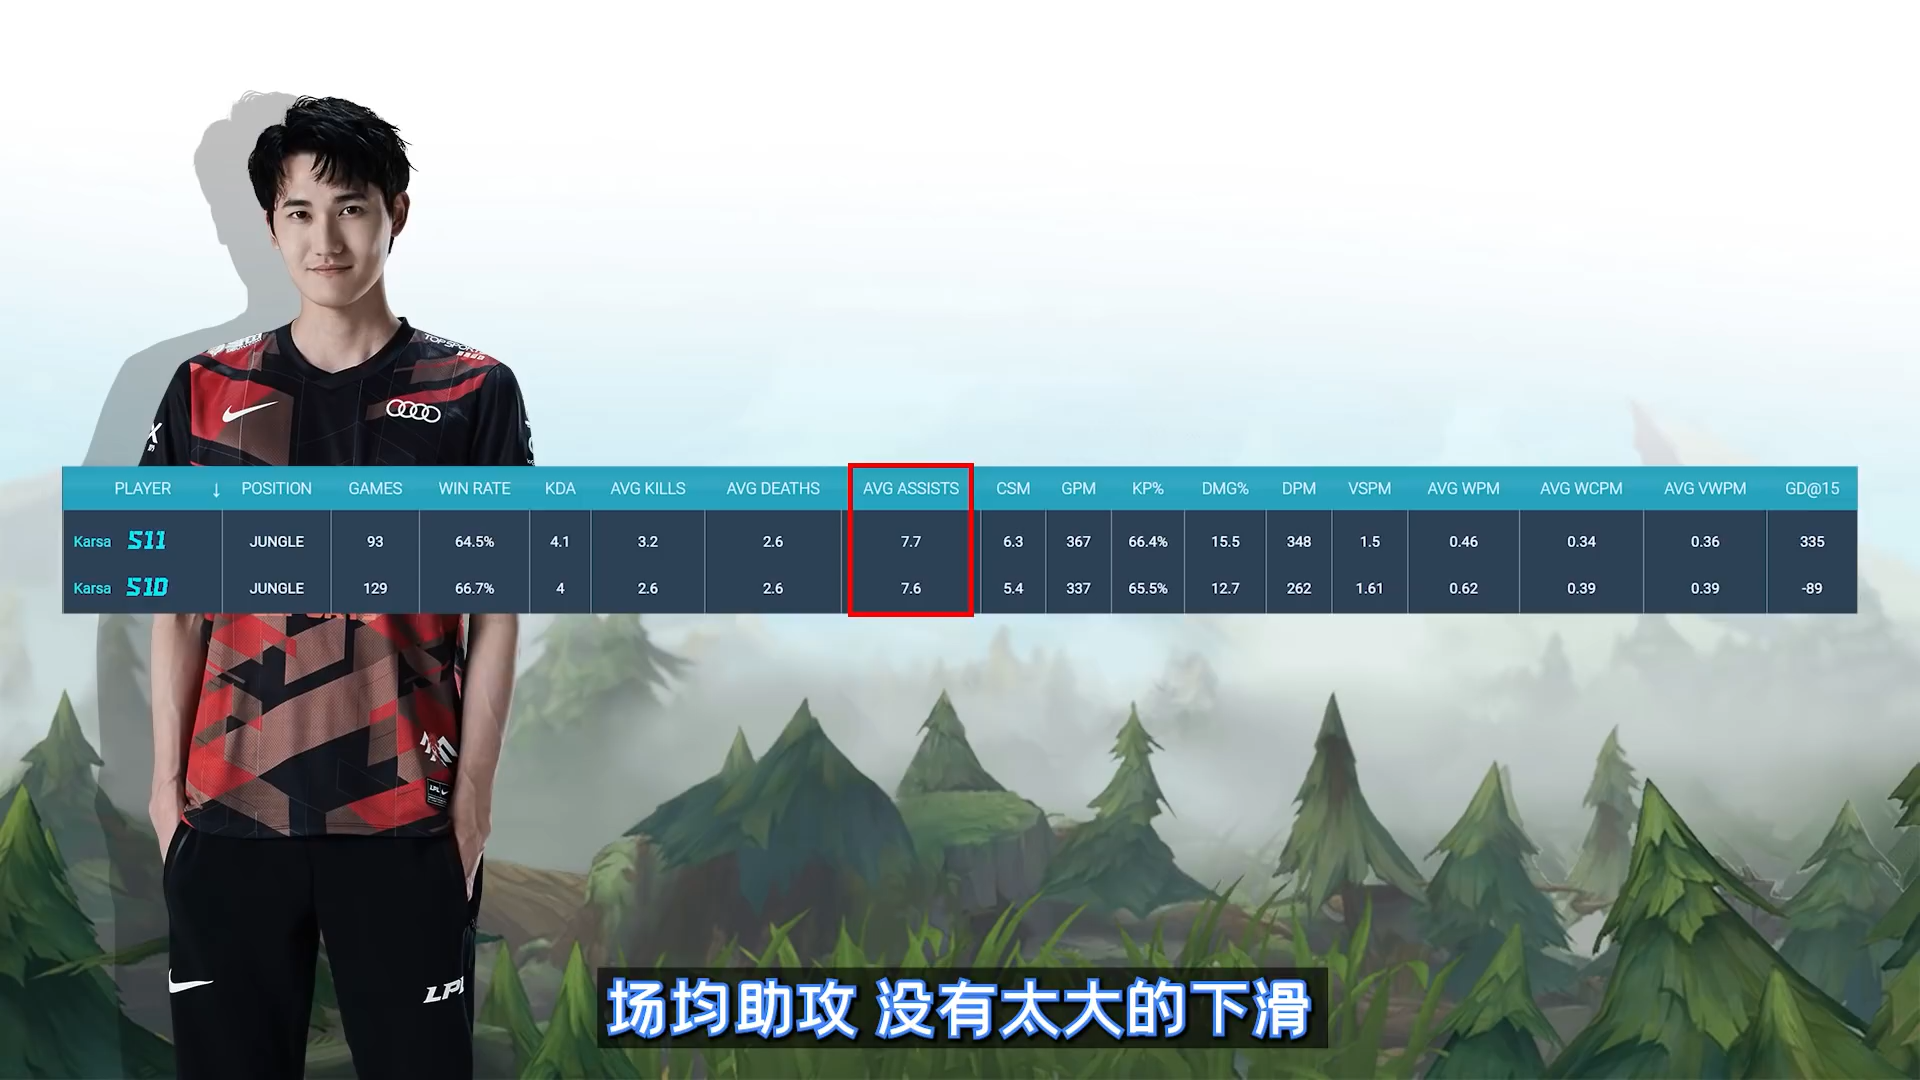 TOP SPORTS
PLAYER ↓ POSITION GAMES WIN RATE KDA AVG KILLS AVG DEATHS AVG ASSISTS CSM GPM KP% DMG% DPM VSPM AVG WPM AVG WCPM AVG VWPM GD@15
Karsa S11 JUNGLE 93 64.5% 4.1 3.2 2.6 7.7 6.3 367 66.4% 15.5 348 1.5 0.46 0.34 0.36 335
Karsa S10 JUNGLE 129 66.7% 4 2.6 2.6 7.6 5.4 337 65.5% 12.7 262 1.61 0.62 0.39 0.39 -89
LPL
LPL
场均助攻 没有太大的下滑